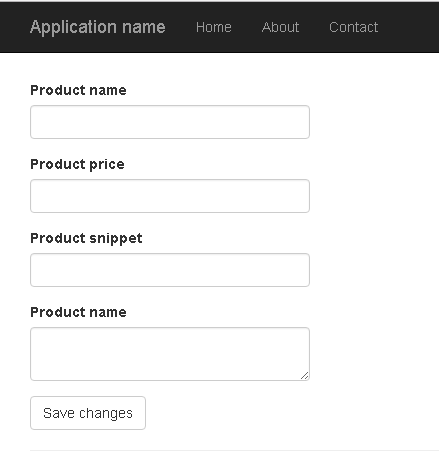 Application name Home About Contact
Product name
Product price
Product snippet
Product name
Save changes